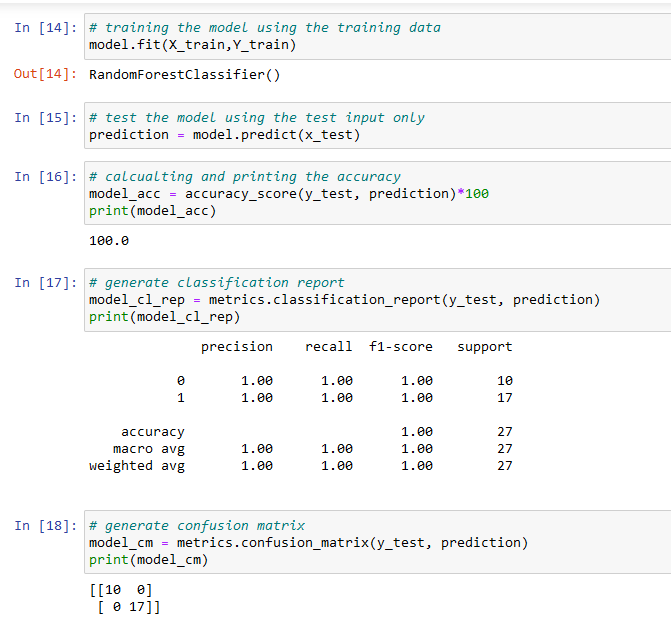 In [14]: # training the model using the training data
model.fit(X_train,Y_train)
Out[14]: RandomForestClassifier()
In [15]: # test the model using the test input only
prediction = model.predict(x_test)
In [16]: # calcualting and printing the accuracy
model_acc = accuracy_score(y_test, prediction)*100
print(model_acc)
100.0
In [17]: # generate classification report
model_cl_rep = metrics.classification_report(y_test, prediction)
print(model_cl_rep)
precision recall f1-score support
0 1.00 1.00 1.00 10
1 1.00 1.00 1.00 17
accuracy 1.00 27
macro avg 1.00 1.00 1.00 27
weighted avg 1.00 1.00 1.00 27
In [18]: # generate confusion matrix
model_cm = metrics.confusion_matrix(y_test, prediction)
print(model_cm)
[[10 0]
[ 0 17]]